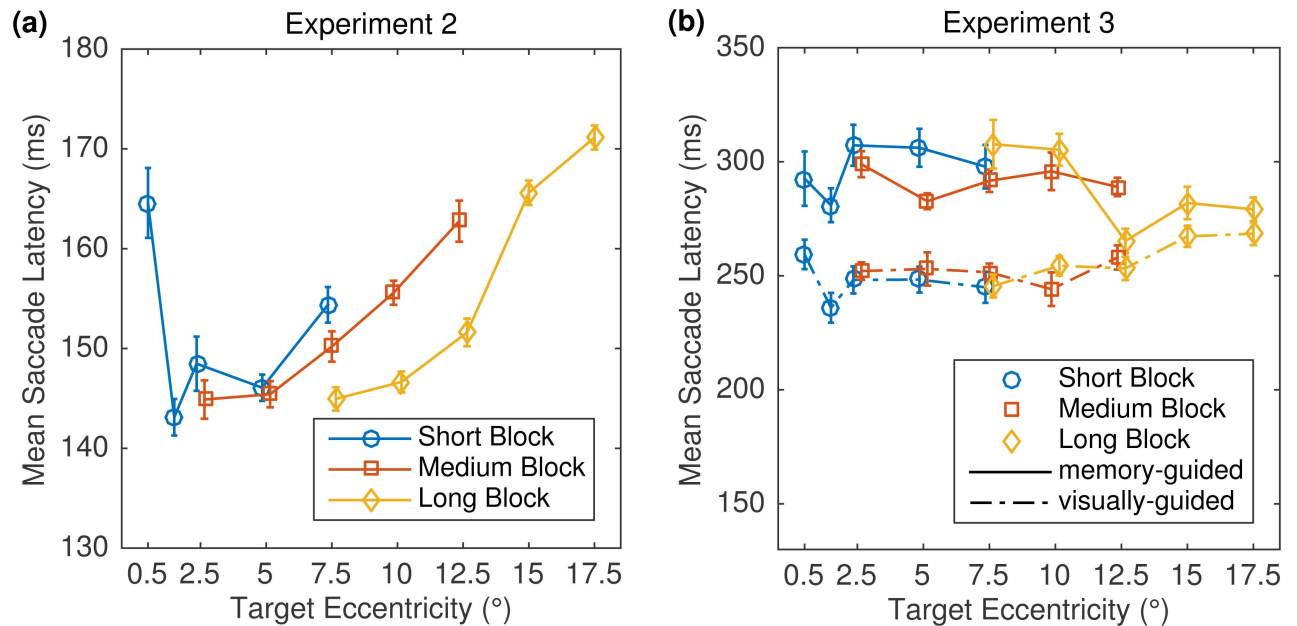 (a)
Experiment 2
180
170
160
150
140
130
Mean Saccade Latency (ms)
Short Block
Medium Block
Long Block
0.5 2.5 5 7.5 10 12.5 15 17.5
Target Eccentricity (°)
(b)
Experiment 3
350
300
250
200
150
Mean Saccade Latency (ms)
Short Block
Medium Block
Long Block
memory-guided
visually-guided
0.5 2.5 5 7.5 10 12.5 15 17.5
Target Eccentricity (°)